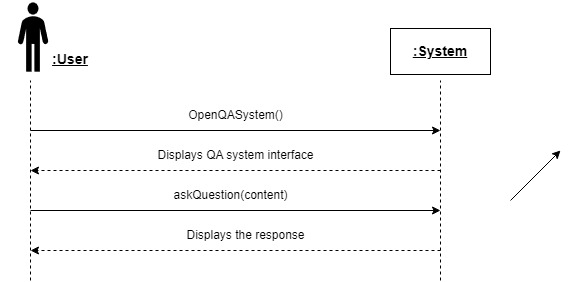 :User
:System
OpenQASystem()
Displays QA system interface
askQuestion(content)
Displays the response